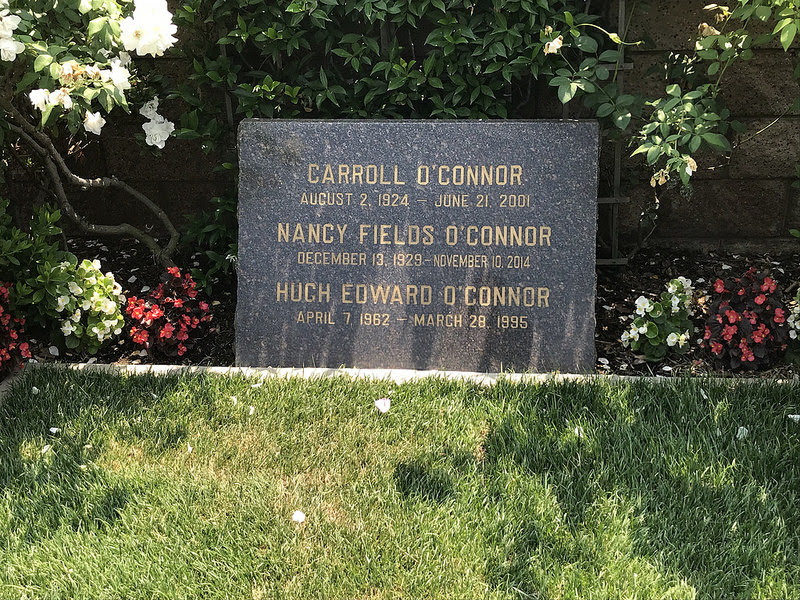 CARROLL O'CONNOR
AUGUST 2, 1924 – JUNE 21, 2001
NANCY FIELDS O'CONNOR
DECEMBER 13, 1929 – NOVEMBER 10, 2014
HUGH EDWARD O'CONNOR
APRIL 7, 1962 – MARCH 28, 1995